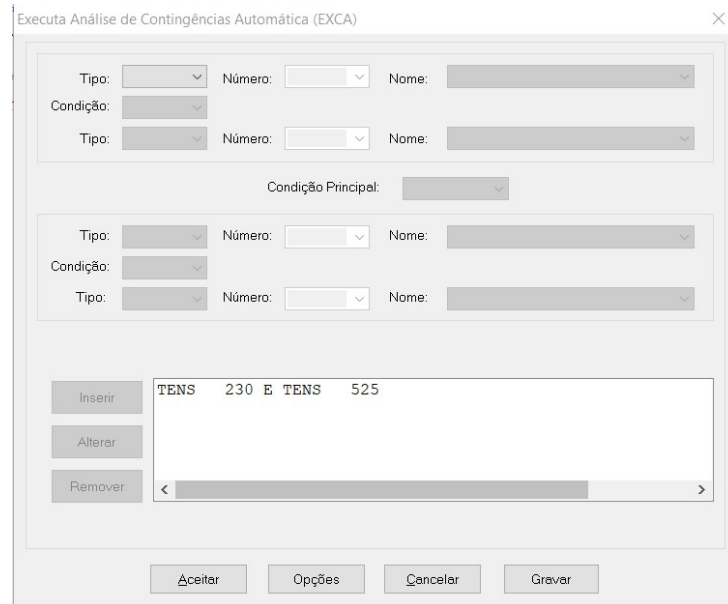 Executa Análise de Contingências Automática (EXCA)
Tipo: Número: Nome:
Condição:
Tipo: Número: Nome:
Condição Principal:
Tipo: Número: Nome:
Condição:
Tipo: Número: Nome:
Inserir
TENS 230 E TENS 525
Alterar
Remover
Aceitar Opções Cancelar Gravar